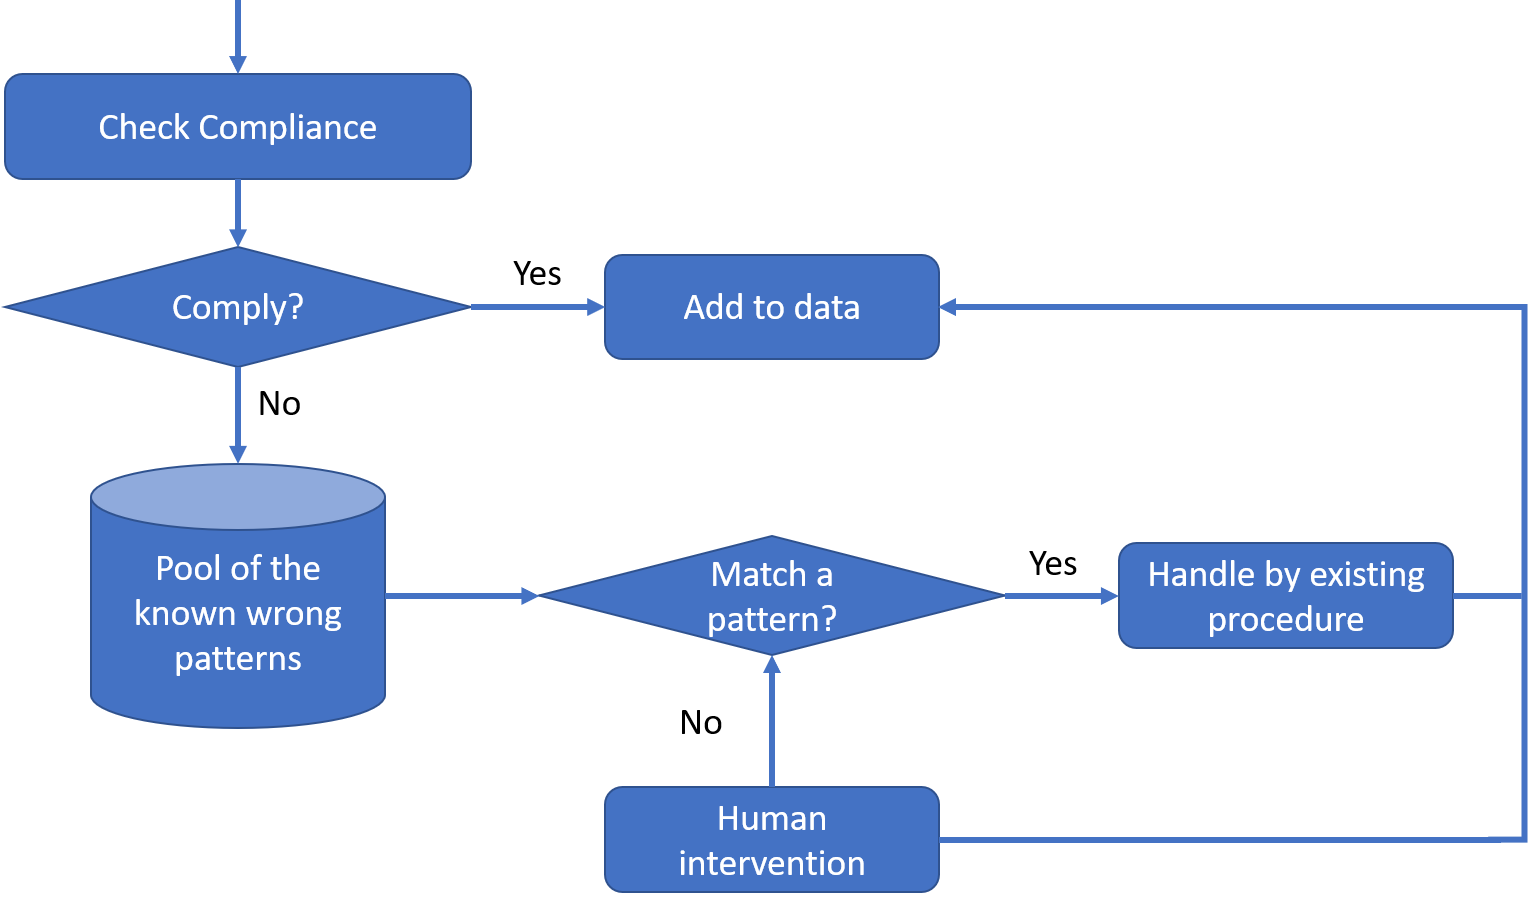 Check Compliance
Comply?
Yes
Add to data
No
Pool of the
known wrong
patterns
Match a
pattern?
Yes
Handle by existing
procedure
No
Human
intervention